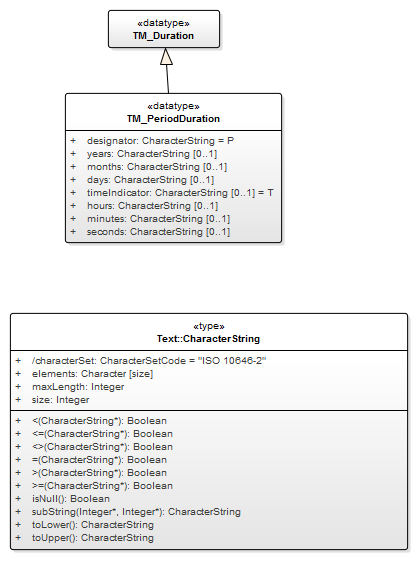 «datatype»
TM_Duration
«datatype»
TM_PeriodDuration
+ designator: CharacterString = P
+ years: CharacterString [0..1]
+ months: CharacterString [0..1]
+ days: CharacterString [0..1]
+ timeIndicator: CharacterString [0..1] = T
+ hours: CharacterString [0..1]
+ minutes: CharacterString [0..1]
+ seconds: CharacterString [0..1]
«type»
Text::CharacterString
+ /characterSet: CharacterSetCode = "ISO 10646-2"
+ elements: Character [size]
+ maxLength: Integer
+ size: Integer
+ <(CharacterString*): Boolean
+ <=(CharacterString*): Boolean
+ <>(CharacterString*): Boolean
+ =(CharacterString*): Boolean
+ >(CharacterString*): Boolean
+ >=(CharacterString*): Boolean
+ isNull(): Boolean
+ subString(Integer*, Integer*): CharacterString
+ toLower(): CharacterString
+ toUpper(): CharacterString